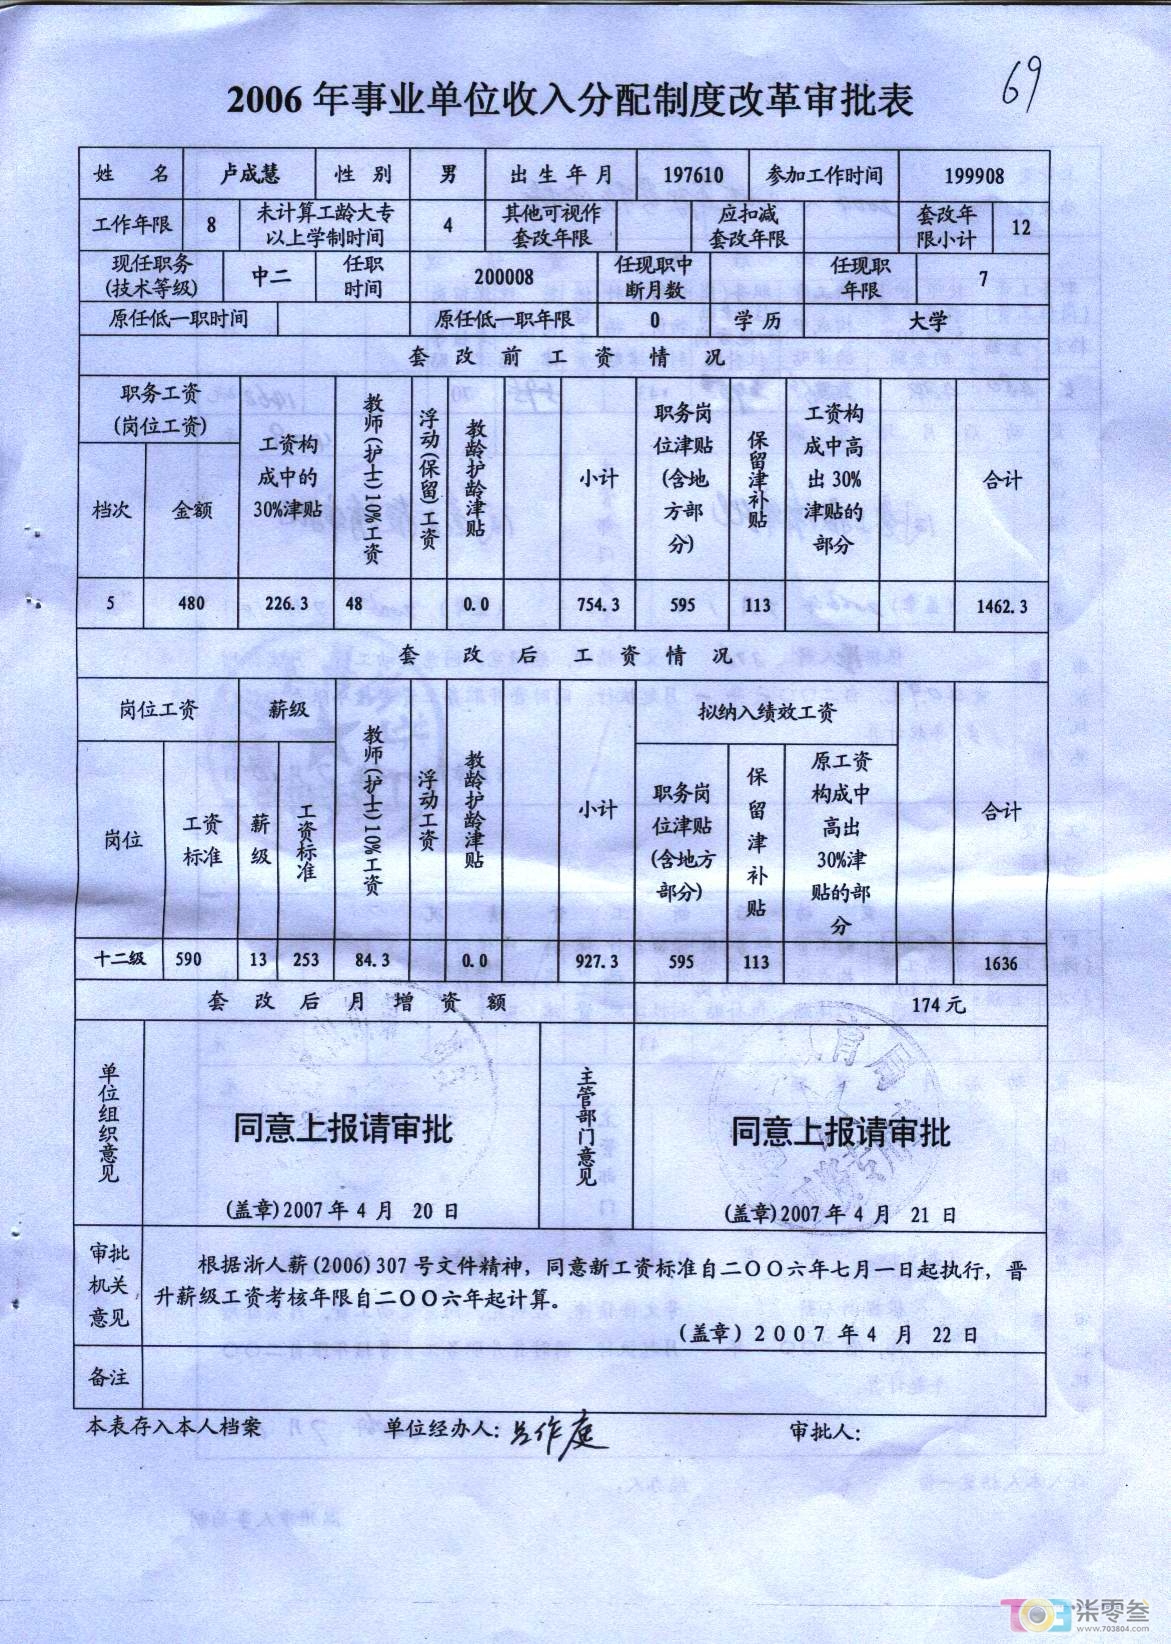 69
2006 年事业单位收入分配制度改革审批表
姓 名 卢成慧 性 别 男 出 生 年 月 197610 参加工作时间 199908
工作年限 8 未计算工龄大专以上学制时间 4 其他可视作套改年限 应扣减套改年限 套改年限小计 12
现任职务(技术等级) 中二 任职时间 200008 任现职中断月数 任现职年限 7
原任低一职时间 原任低一职年限 0 学 历 大学
套 改 前 工 资 情 况
职务工资(岗位工资) 档次 金额 工资构成中的30%津贴 教师(护士)10%工资 浮动(保留)工资 教龄护龄津贴 小计 职务岗位津贴(含地方部分) 保留津补贴 工资构成中高出30%津贴的部分 合计
5 480 226.3 48 0.0 754.3 595 113 1462.3
套 改 后 工 资 情 况
岗位工资 薪级 拟纳入绩效工资
岗位 工资标准 薪级 工资标准 教师(护士)10%工资 浮动工资 教龄护龄津贴 小计 职务岗位津贴(含地方部分) 保留津补贴 原工资构成中高出30%津贴的部分 合计
十二级 590 13 253 84.3 0.0 927.3 595 113 1636
套 改 后 月 增 资 额 174元
单位组织意见 同意上报请审批 主管部门意见 同意上报请审批
(盖章)2007年4月 20日 (盖章)2007年4月 21日
审批机关意见
根据浙人薪(2006)307号文件精神，同意新工资标准自二〇〇六年七月一日起执行，晋
升薪级工资考核年限自二〇〇六年起计算。
(盖章) 2007 年 4 月 22日
备注
本表存入本人档案 单位经办人: 吕作庭 审批人:
703柒零叁
www.703804.com